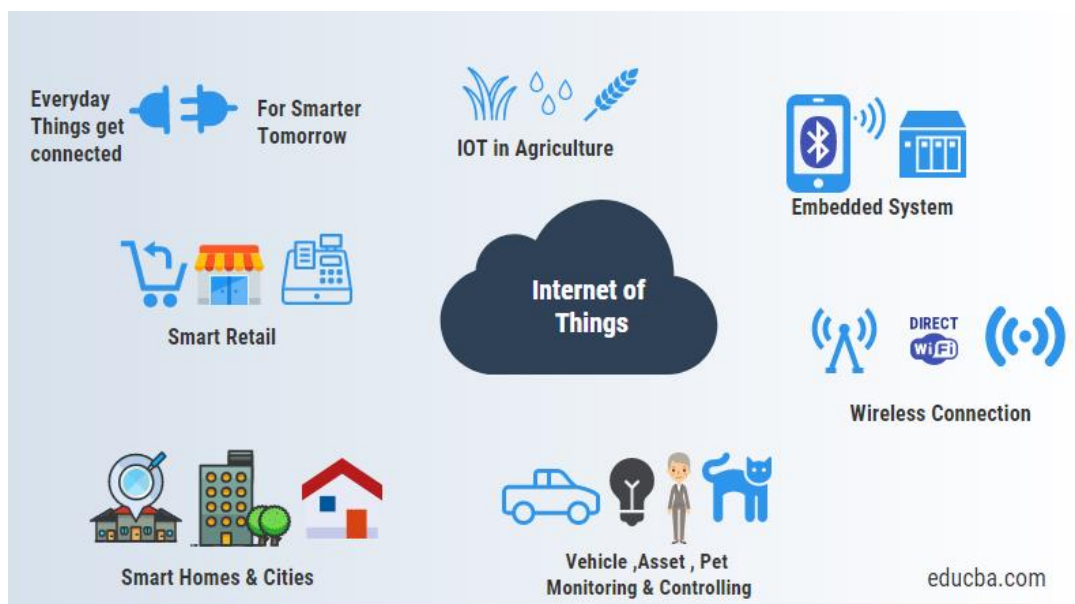 Everyday
Things get
connected
For Smarter
Tomorrow
IOT in Agriculture
Embedded System
Smart Retail
Internet of
Things
DIRECT
WiFi
Wireless Connection
Smart Homes & Cities
Vehicle ,Asset , Pet
Monitoring & Controlling
educba.com